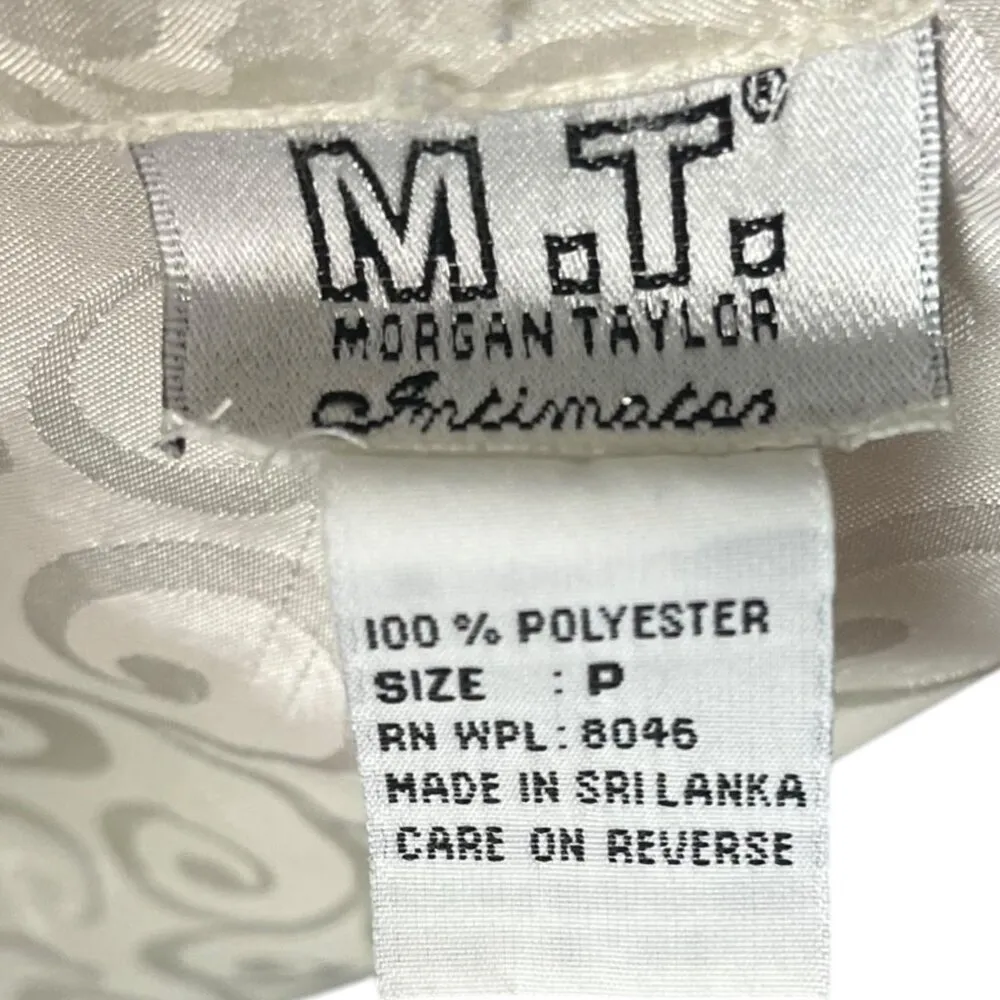 M.T.®
MORGAN TAYLOR
Intimates
100 % POLYESTER
SIZE : P
RN WPL : 8046
MADE IN SRI LANKA
CARE ON REVERSE